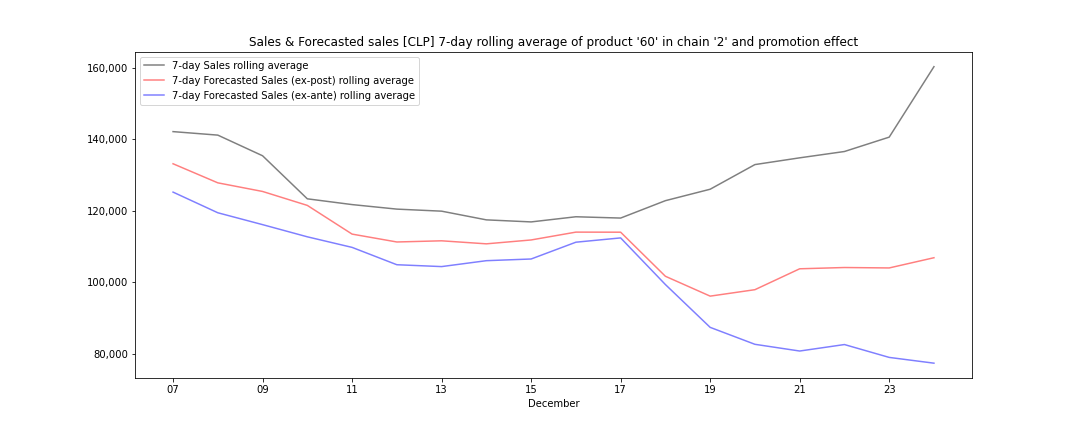 Sales & Forecasted sales [CLP] 7-day rolling average of product '60' in chain '2' and promotion effect
7-day Sales rolling average
7-day Forecasted Sales (ex-post) rolling average
7-day Forecasted Sales (ex-ante) rolling average
160,000
140,000
120,000
100,000
80,000
07 09 11 13 15 17 19 21 23
December